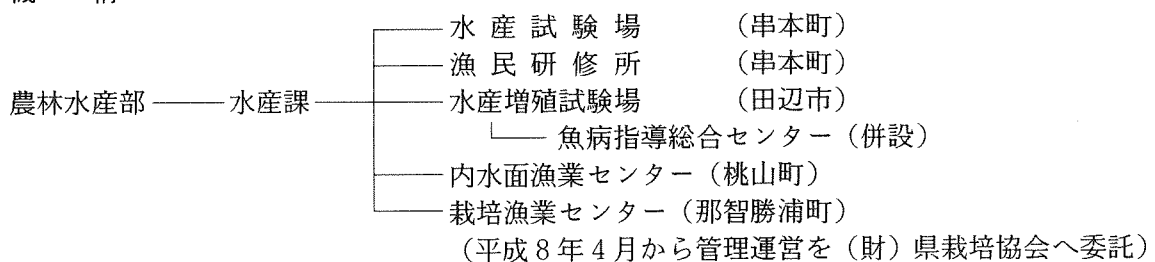 水産試験場 (串本町)
漁民研修所 (串本町)
農林水産部 水産課 水産増殖試験場 (田辺市)
魚病指導総合センター (併設)
内水面漁業センター (桃山町)
栽培漁業センター (那智勝浦町)
(平成8年4月から管理運営を (財) 県栽培協会へ委託)